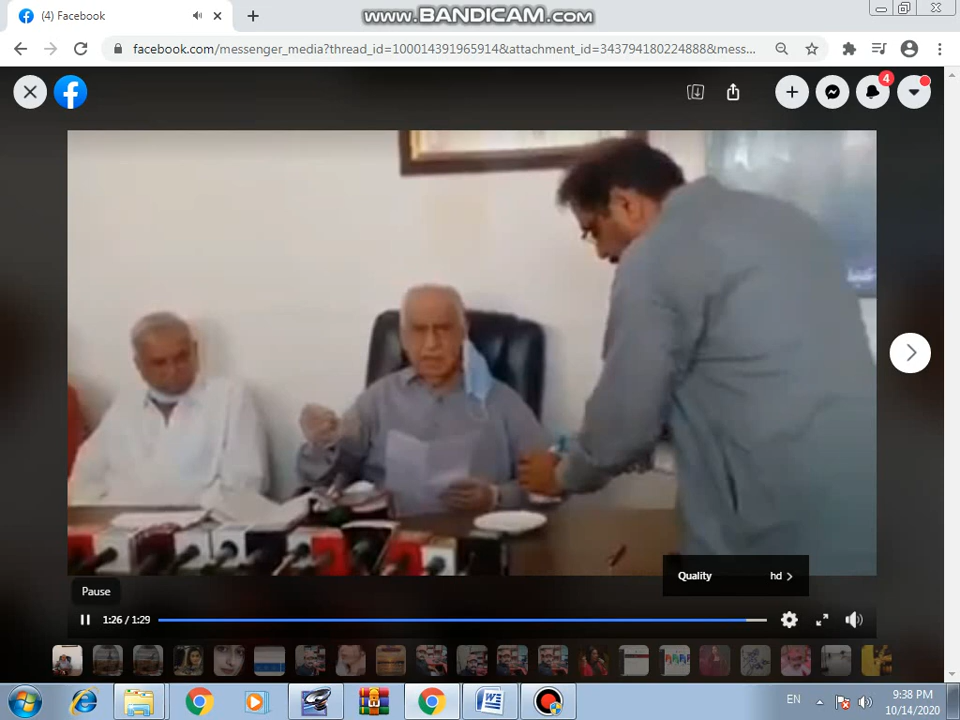 (4) Facebook
www.BANDICAM.com
facebook.com/messenger_media?thread_id=100014391965914&attachment_id=343794180224888&mess...
4
Quality hd
Pause
1:26 / 1:29
EN
9:38 PM
10/14/2020